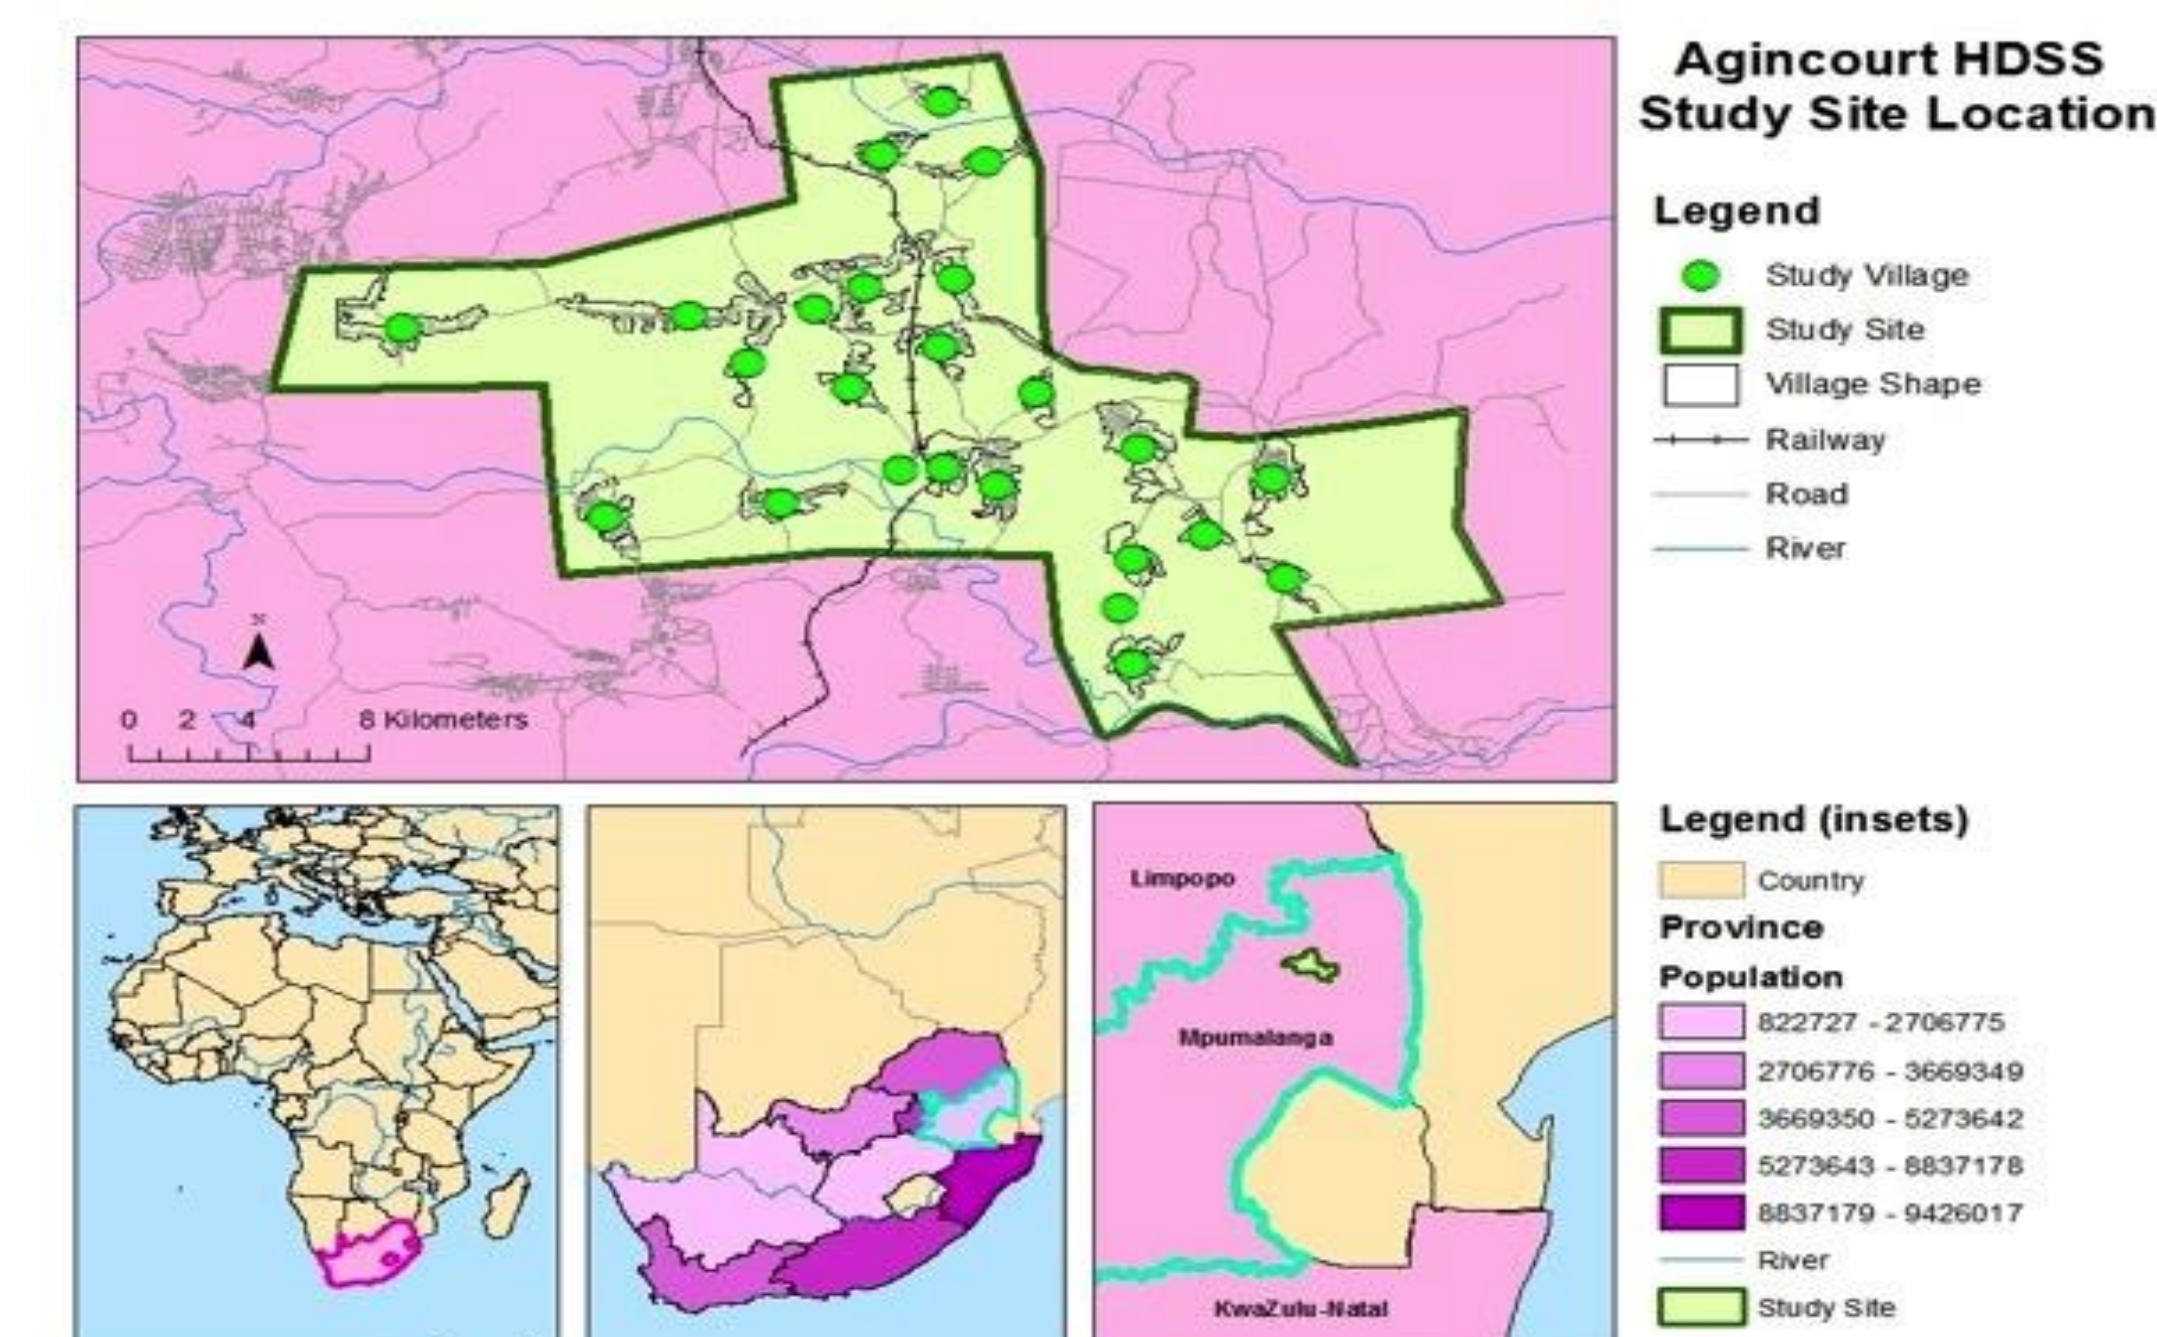 Agincourt HDSS
Study Site Location
Legend
Study Village
Study Site
Village Shape
Railway
Road
River
N
0 2 4 8 Kilometers
Legend (insets)
Country
Province
Population
822727 - 2706775
2706776 - 3669349
3669350 - 5273642
5273643 - 8837178
8837179 - 9426017
River
Study Site
Limpopo
Mpumalanga
KwaZulu-Natal